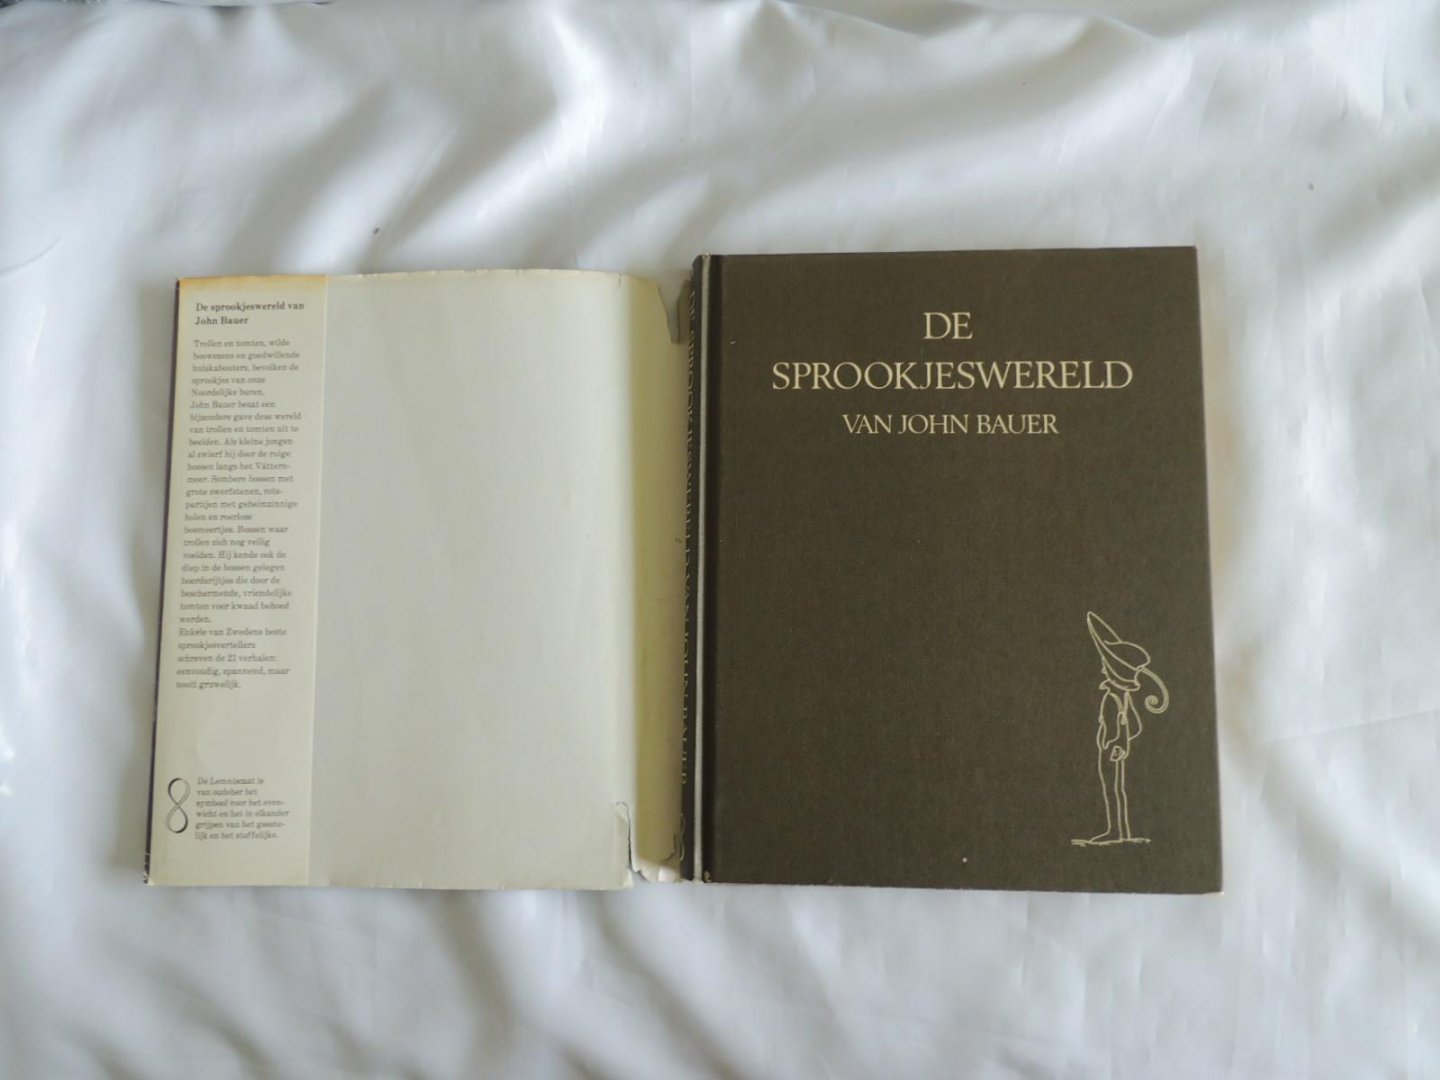 De sprookjeswereld van
John Bauer
Trollen en tomten, wilde
boswezens en goedwillende
huiskabouters, bevolken de
sprookjes van onze
Noordelijke buren.
John Bauer bezat een
bijzondere gave deze wereld
van trollen en tomten uit te
beelden. Als kleine jongen
al zwierf hij door de ruige
bossen langs het Vättern-
meer. Sombere bossen met
grote zwerfstenen, rots-
partijen met geheimzinnige
holen en roerloze
bosmeertjes. Bossen waar
trollen zich nog veilig
voelden. Hij kende ook de
diep in de bossen gelegen
boerderijtjes die door de
beschermende, vriendelijke
tomten voor kwaad behoed
werden.
Enkele van Zwedens beste
sprookjesvertellers
schreven de 21 verhalen:
eenvoudig, spannend, maar
nooit gruwelijk.
De Lemniscaat is
van oudsher het
symbool voor het even-
wicht en het in elkander
grijpen van het geeste-
lijk en het stoffelijke.
DE
SPROOKJESWERELD
VAN JOHN BAUER